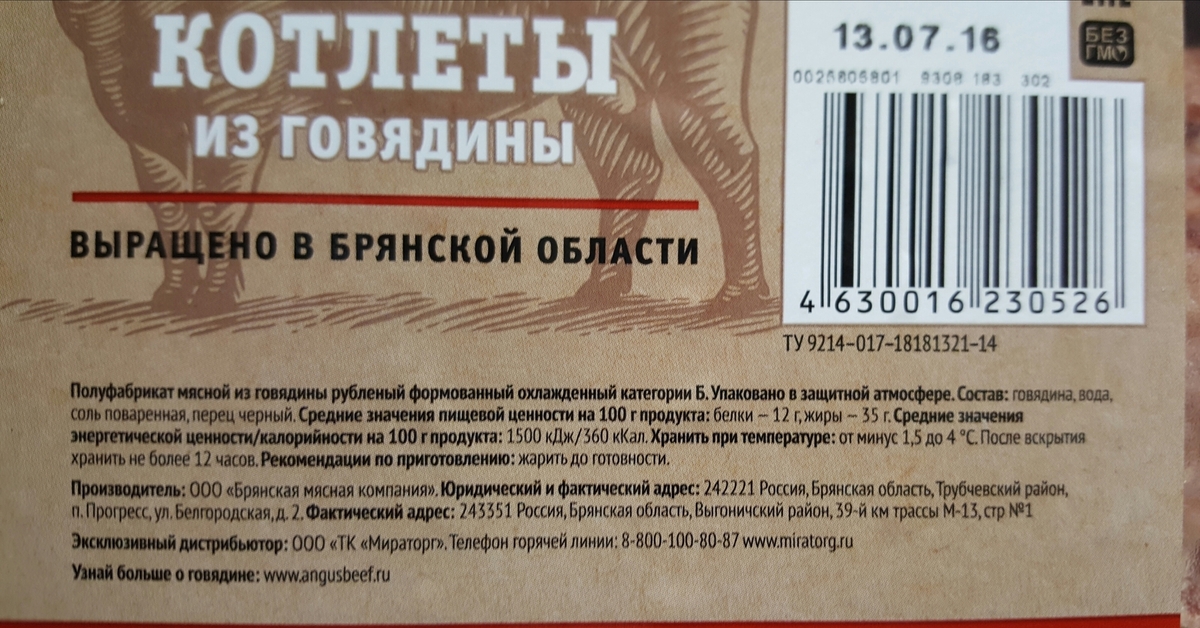 КОТЛЕТЫ
ИЗ ГОВЯДИНЫ
ВЫРАЩЕНО В БРЯНСКОЙ ОБЛАСТИ
13.07.16
БЕЗ
ГМО
0025805801 9308 183 302
4 630016 230526
ТУ 9214-017-18181321-14
Полуфабрикат мясной из говядины рубленый формованный охлажденный категории Б. Упаковано в защитной атмосфере. Состав: говядина, вода,
соль поваренная, перец черный. Средние значения пищевой ценности на 100 г продукта: белки – 12 г, жиры – 35 г. Средние значения
энергетической ценности/калорийности на 100 г продукта: 1500 кДж/360 кКал. Хранить при температуре: от минус 1,5 до 4 °С. После вскрытия
хранить не более 12 часов. Рекомендации по приготовлению: жарить до готовности.
Производитель: ООО «Брянская мясная компания». Юридический и фактический адрес: 242221 Россия, Брянская область, Трубчевский район,
п. Прогресс, ул. Белгородская, д. 2. Фактический адрес: 243351 Россия, Брянская область, Выгоничский район, 39-й км трассы М-13, стр №1
Эксклюзивный дистрибьютор: ООО «ТК «Мираторг». Телефон горячей линии: 8-800-100-80-87 www.miratorg.ru
Узнай больше о говядине: www.angusbeef.ru